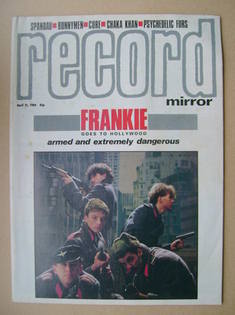 SPANDAU ■ BUNNYMEN ■ CURE ■ CHAKA KHAN ■ PSYCHEDELIC FURS
record
mirror
FRANKIE
GOES TO HOLLYWOOD
armed and extremely dangerous